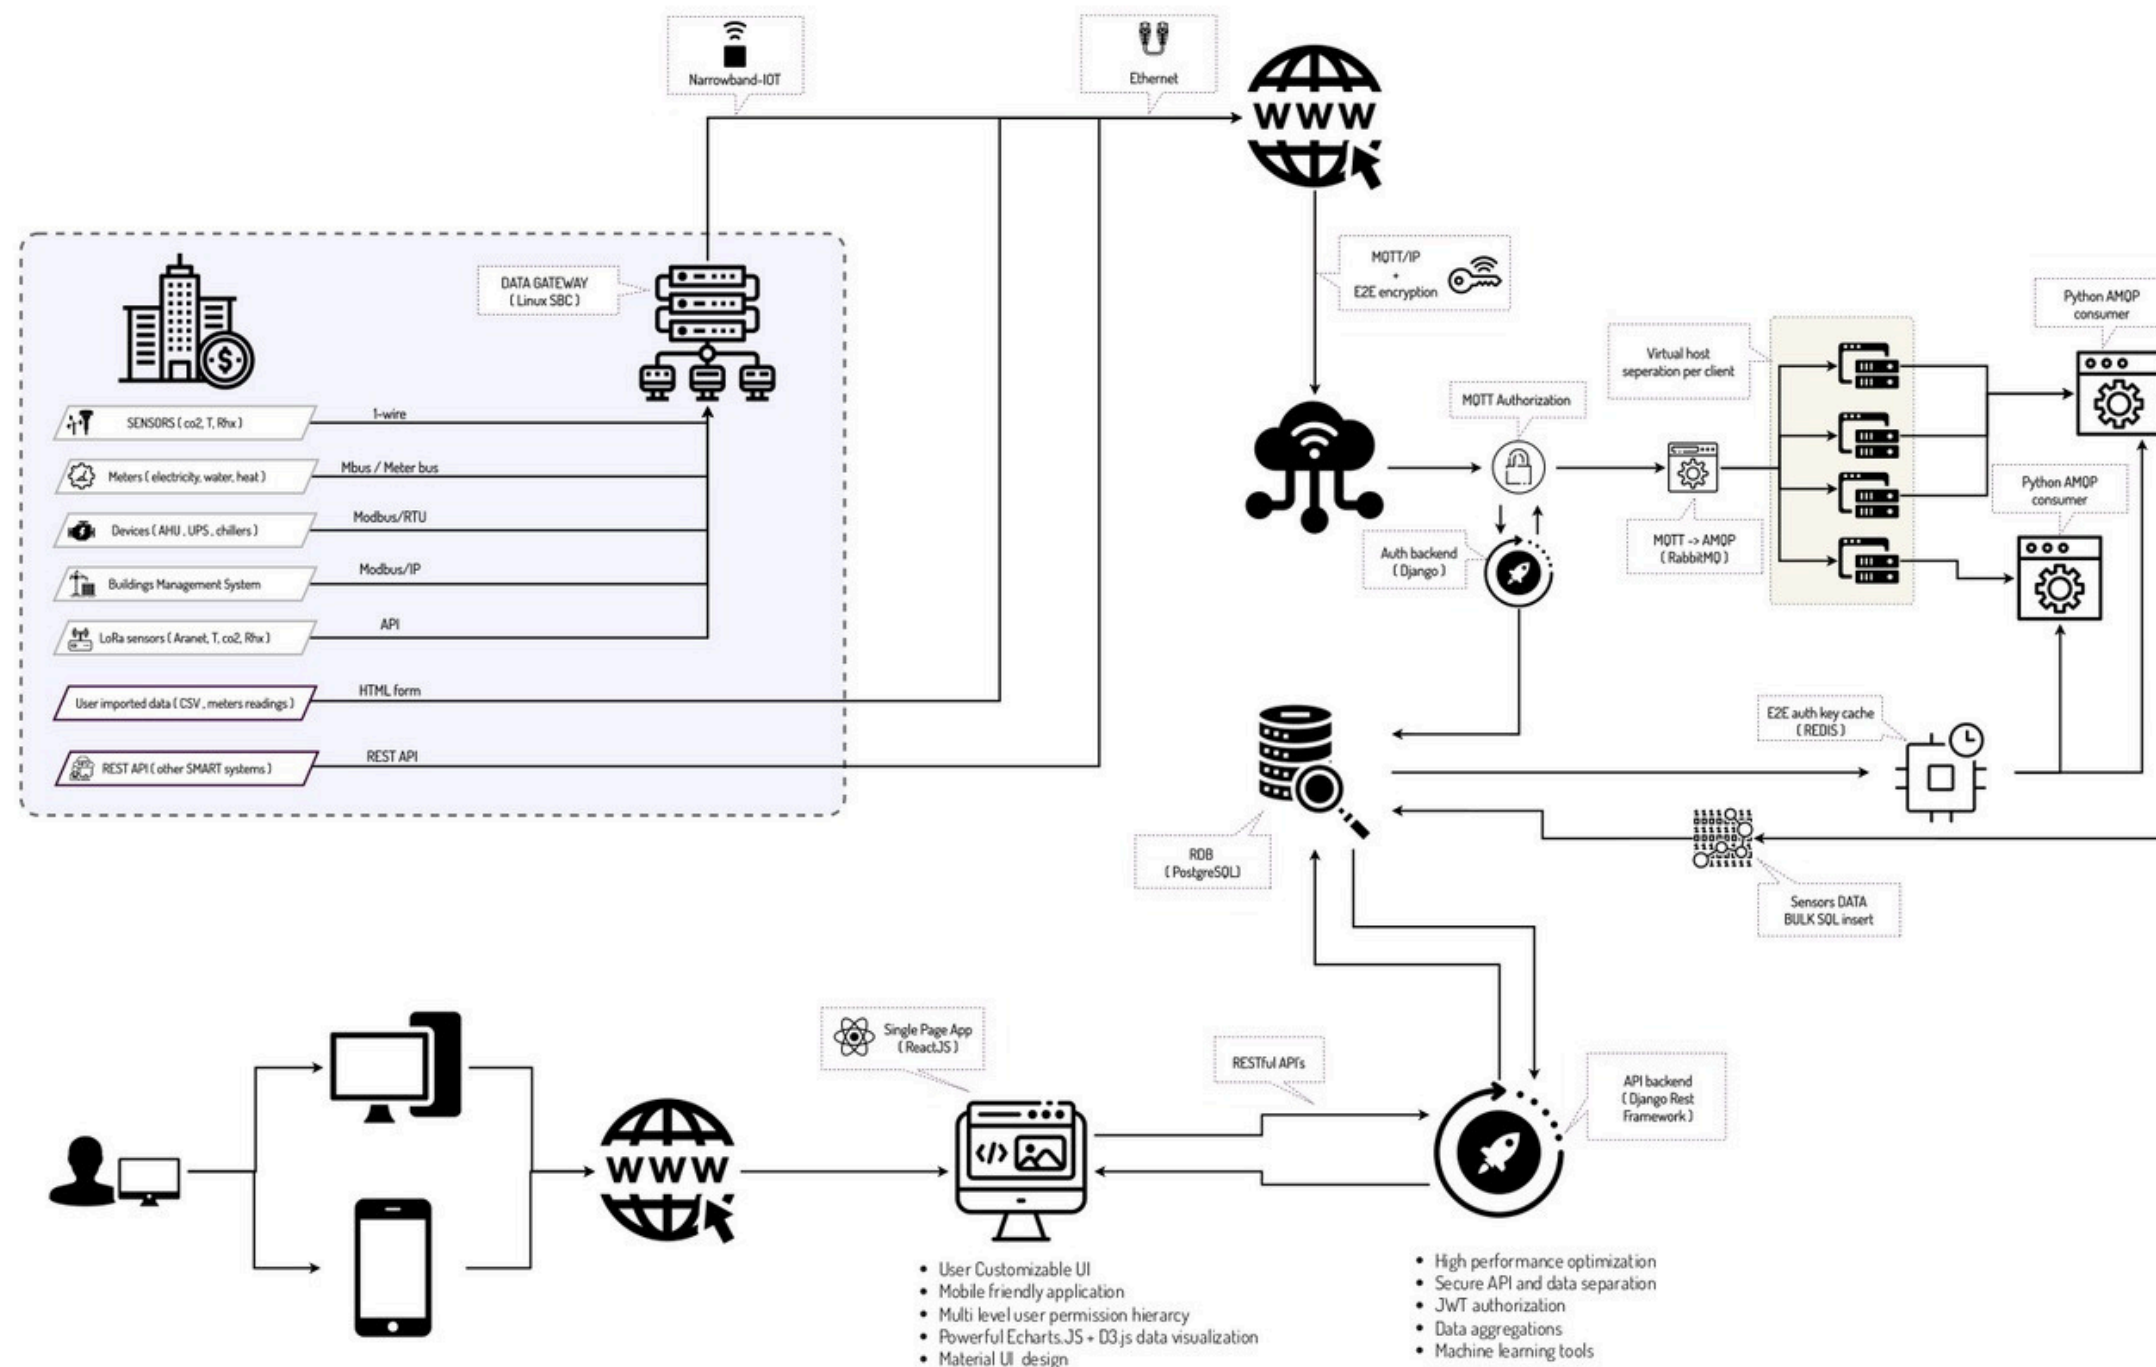 Narrowband-IOT
Ethernet
WWW
DATA GATEWAY
( Linux SBC )
MQTT/IP
+
E2E encryption
Python AMQP
consumer
Virtual host
seperation per client
MQTT Authorization
SENSORS ( co2, T, Rhx )
1-wire
Meters ( electricity, water, heat )
Mbus / Meter bus
Python AMQP
consumer
Devices ( AHU , UPS , chillers )
Modbus/RTU
Auth backend
( Django )
MQTT -> AMQP
( RabbitMQ )
Buildings Management System
Modbus/IP
LoRa sensors ( Aranet, T, co2, Rhx )
API
User imported data ( CSV , meters readings )
HTML form
E2E auth key cache
( REDIS )
REST API ( other SMART systems )
REST API
RDB
( PostgreSQL)
Sensors DATA
BULK SQL insert
Single Page App
( ReactJS )
RESTful API's
API backend
( Django Rest
Framework )
WWW
</>
• User Customizable UI
• Mobile friendly application
• Multi level user permission hierarcy
• Powerful Echarts.JS + D3.js data visualization
• Material UI design
• High performance optimization
• Secure API and data separation
• JWT authorization
• Data aggregations
• Machine learning tools